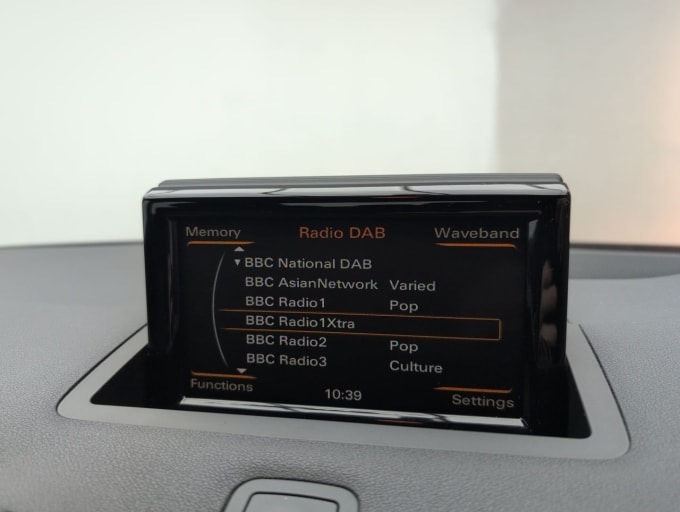 Memory Radio DAB Waveband
BBC National DAB
BBC AsianNetwork Varied
BBC Radio1 Pop
BBC Radio1Xtra
BBC Radio2 Pop
BBC Radio3 Culture
Functions 10:39 Settings